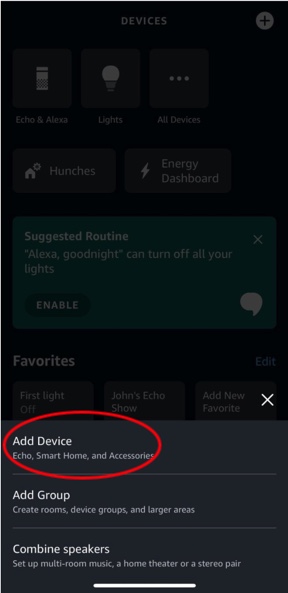 DEVICES
Echo & Alexa Lights All Devices
Hunches
Energy
Dashboard
Suggested Routine
"Alexa, goodnight" can turn off all your
lights
ENABLE
Favorites Edit
First light
Off
John's Echo
Show
Add New
Favorite
Add Device
Echo, Smart Home, and Accessories
Add Group
Create rooms, device groups, and larger areas
Combine speakers
Set up multi-room music, a home theater or a stereo pair